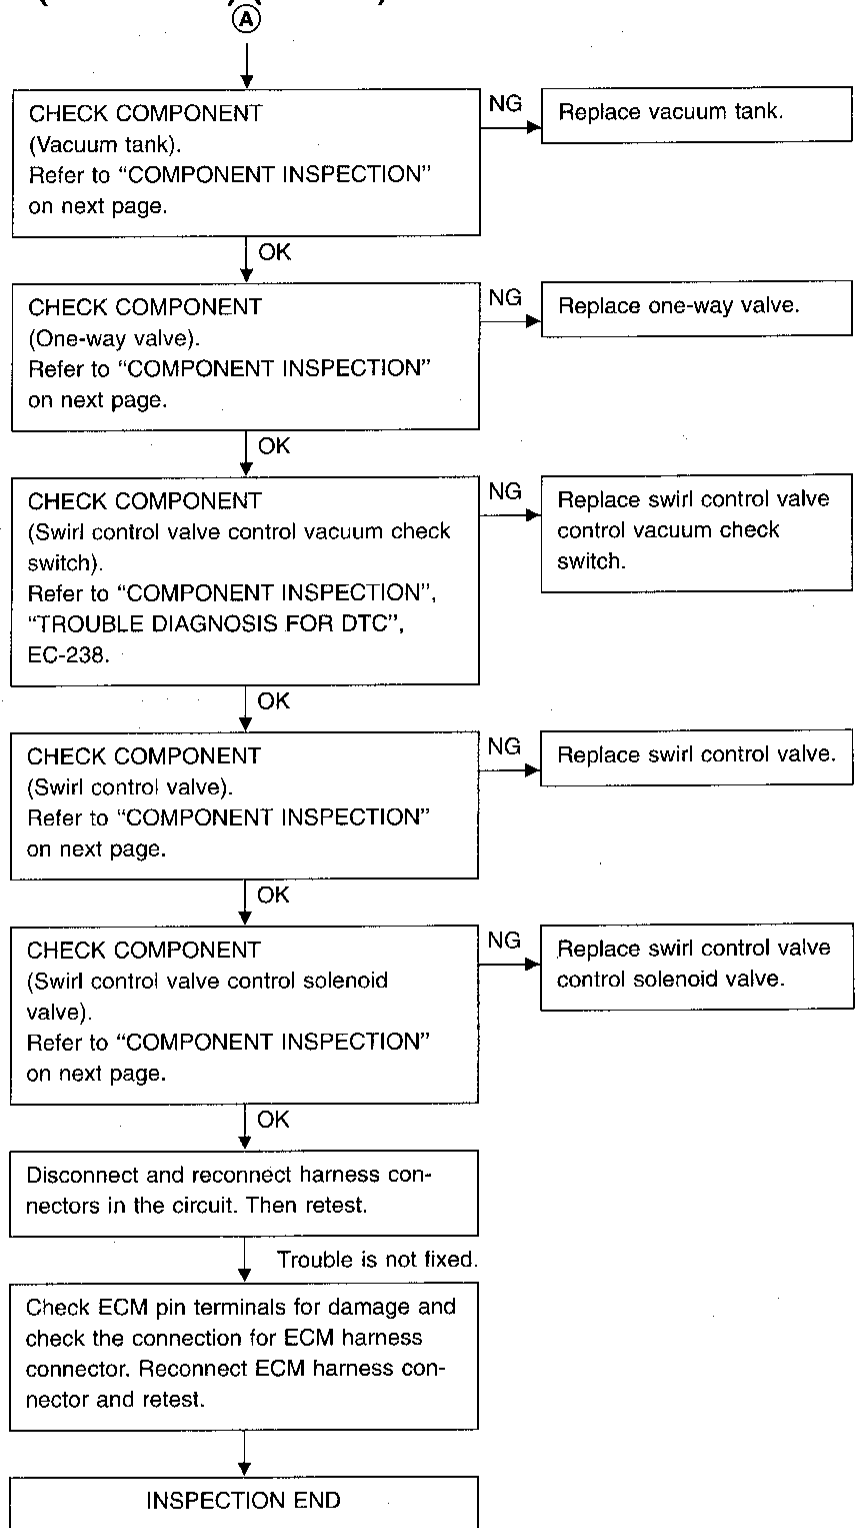 A
CHECK COMPONENT
(Vacuum tank).
Refer to “COMPONENT INSPECTION”
on next page.
NG
Replace vacuum tank.
OK
CHECK COMPONENT
(One-way valve).
Refer to “COMPONENT INSPECTION”
on next page.
NG
Replace one-way valve.
OK
CHECK COMPONENT
(Swirl control valve control vacuum check
switch).
Refer to “COMPONENT INSPECTION”,
“TROUBLE DIAGNOSIS FOR DTC”,
EC-238.
NG
Replace swirl control valve
control vacuum check
switch.
OK
CHECK COMPONENT
(Swirl control valve).
Refer to “COMPONENT INSPECTION”
on next page.
NG
Replace swirl control valve.
OK
CHECK COMPONENT
(Swirl control valve control solenoid
valve).
Refer to “COMPONENT INSPECTION”
on next page.
NG
Replace swirl control valve
control solenoid valve.
OK
Disconnect and reconnect harness con-
nectors in the circuit. Then retest.
Trouble is not fixed.
Check ECM pin terminals for damage and
check the connection for ECM harness
connector. Reconnect ECM harness con-
nector and retest.
INSPECTION END